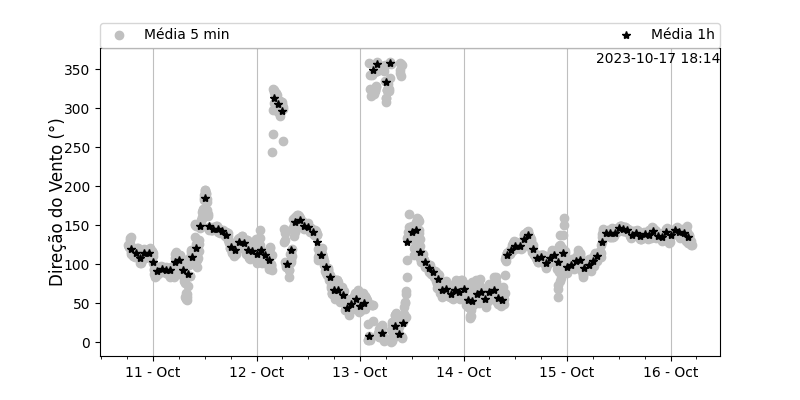 Média 5 min
Média 1h
2023-10-17 18:14
Direção do Vento (°)
350
300
250
200
150
100
50
0
11 - Oct
12 - Oct
13 - Oct
14 - Oct
15 - Oct
16 - Oct